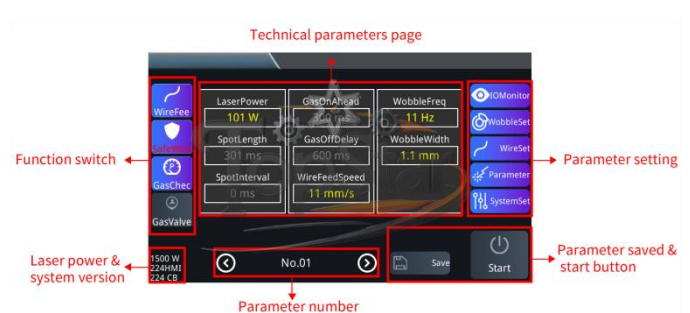 Technical parameters page
WireFee
SafeWeld
GasChec
GasValve
Function switch
LaserPower
101 W
GasOnAhead
300 ms
WobbleFreq
11 Hz
SpotLength
301 ms
GasOffDelay
600 ms
WobbleWidth
1.1 mm
SpotInterval
0 ms
WireFeedSpeed
11 mm/s
IOMonitor
WobbleSet
WireSet
Parameter
SystemSet
Parameter setting
Laser power &
system version
1500 W
224HMI
224 CB
No.01
Save
Start
Parameter saved &
start button
Parameter number